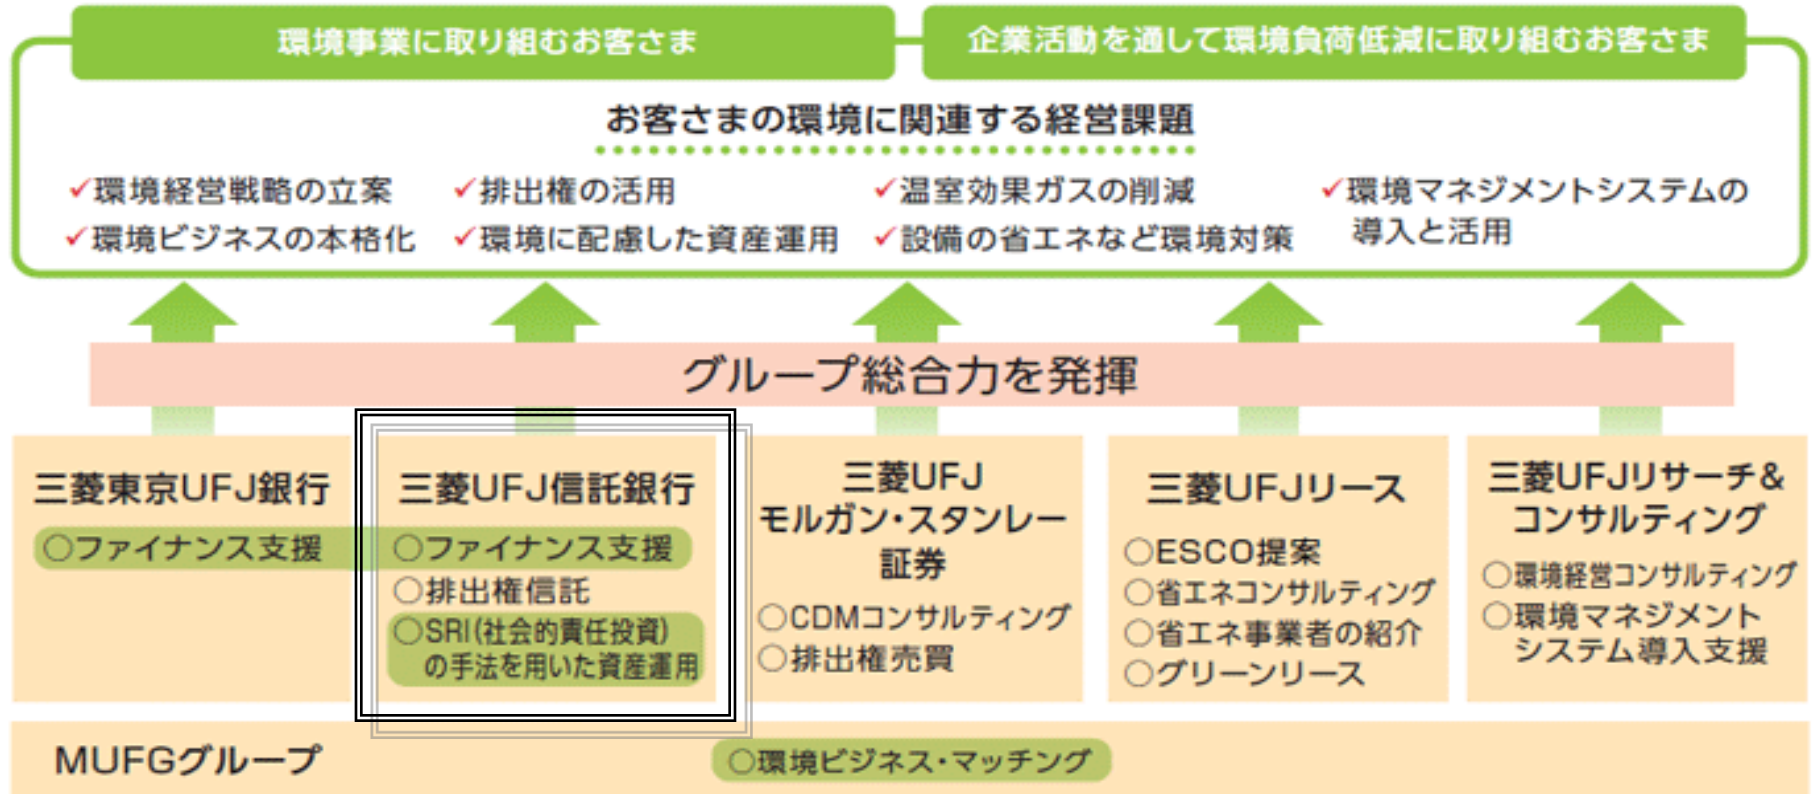 環境事業に取り組むお客さま
企業活動を通して環境負荷低減に取り組むお客さま
お客さまの環境に関連する経営課題
✓環境経営戦略の立案
✓環境ビジネスの本格化
✓排出権の活用
✓環境に配慮した資産運用
✓温室効果ガスの削減
✓設備の省エネなど環境対策
✓環境マネジメントシステムの
導入と活用
グループ総合力を発揮
三菱東京UFJ銀行
○ファイナンス支援
三菱UFJ信託銀行
○ファイナンス支援
○排出権信託
○SRI(社会的責任投資)
の手法を用いた資産運用
三菱UFJ
モルガン・スタンレー
証券
○CDMコンサルティング
○排出権売買
三菱UFJリース
○ESCO提案
○省エネコンサルティング
○省エネ事業者の紹介
○グリーンリース
三菱UFJリサーチ&
コンサルティング
○環境経営コンサルティング
○環境マネジメント
システム導入支援
MUFGグループ
○環境ビジネス・マッチング